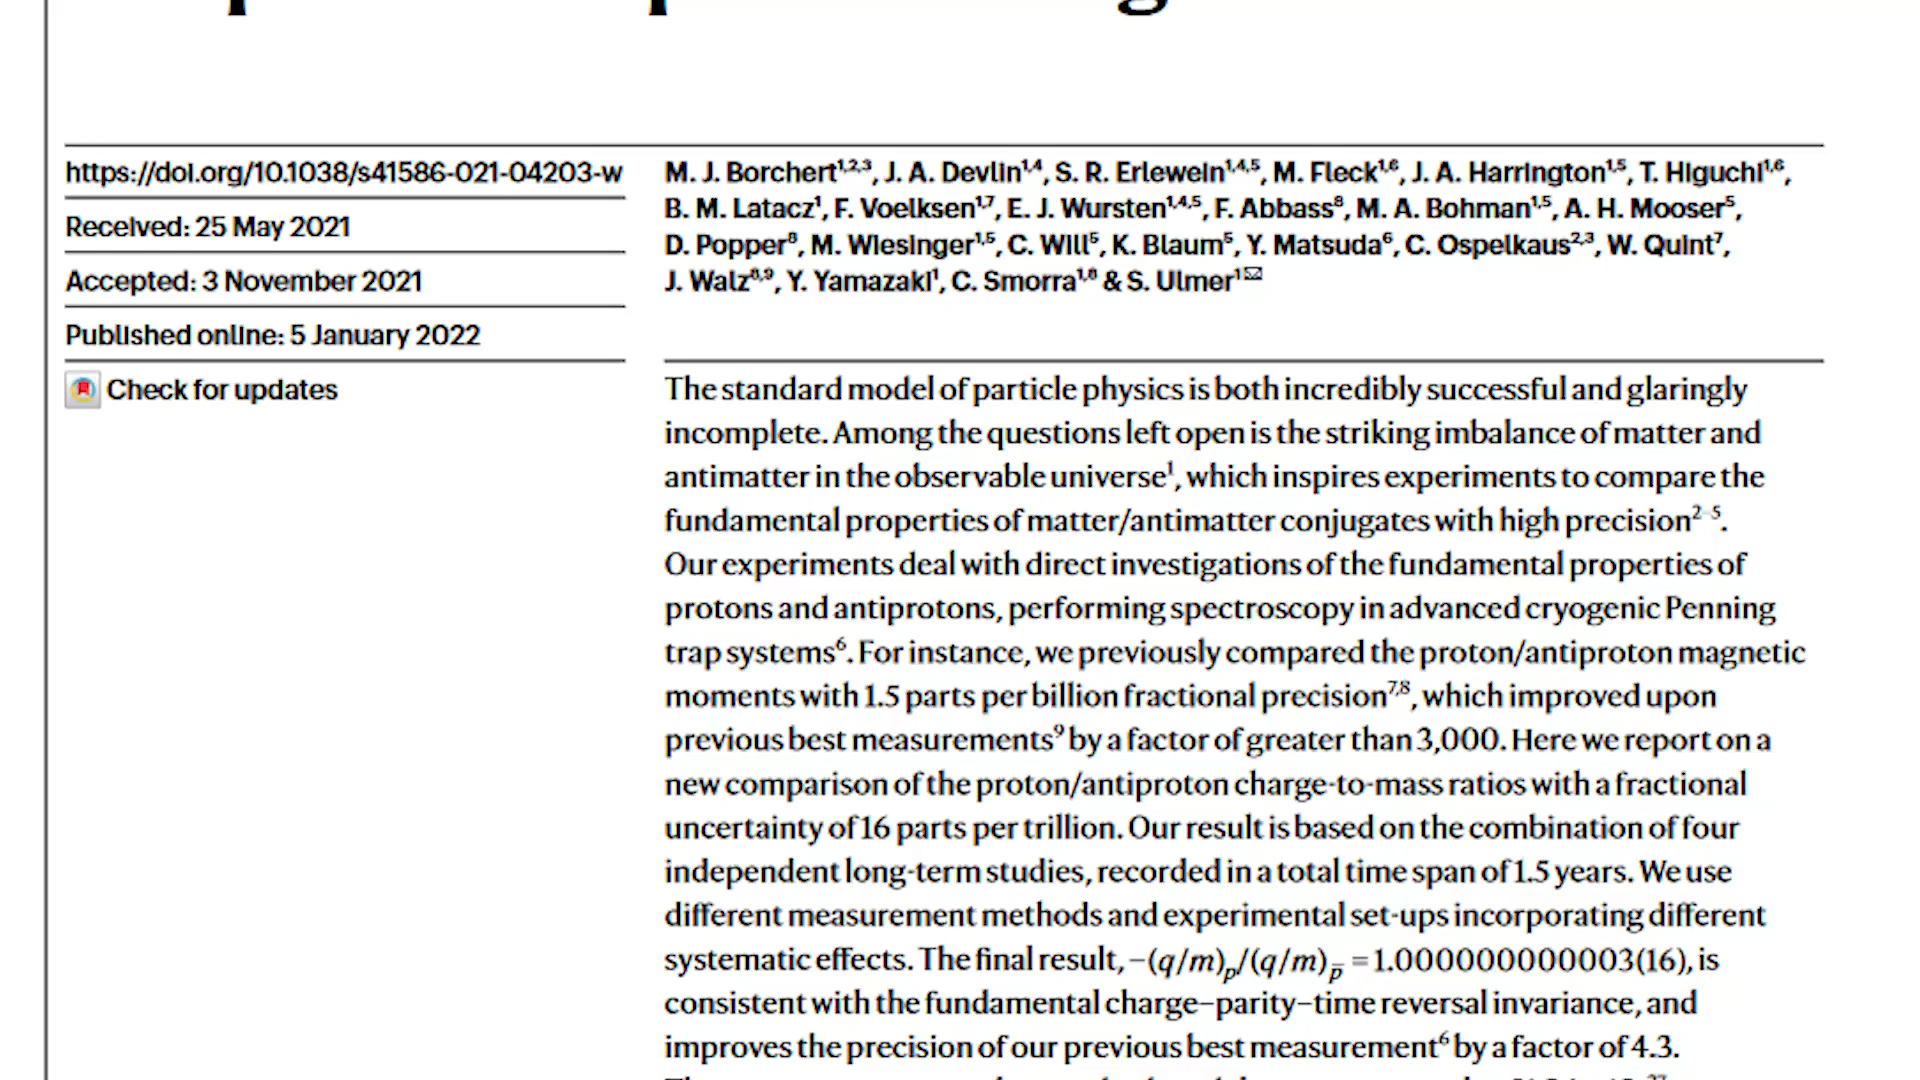 https://doi.org/10.1038/s41586-021-04203-w
Received: 25 May 2021
Accepted: 3 November 2021
Published online: 5 January 2022
Check for updates
M. J. Borchert¹,²,³, J. A. Devlin¹,⁴, S. R. Erlewein¹,⁴,⁵, M. Fleck¹,⁶, J. A. Harrington¹,⁵, T. Higuchi¹,⁶,
B. M. Latacz¹, F. Voelksen¹,⁷, E. J. Wursten¹,⁴,⁵, F. Abbass⁸, M. A. Bohman¹,⁵, A. H. Mooser⁵,
D. Popper⁸, M. Wiesinger¹,⁵, C. Will⁵, K. Blaum⁵, Y. Matsuda⁶, C. Ospelkaus²,³, W. Quint⁷,
J. Walz⁸,⁹, Y. Yamazaki¹, C. Smorra¹,⁸ & S. Ulmer¹✉
The standard model of particle physics is both incredibly successful and glaringly
incomplete. Among the questions left open is the striking imbalance of matter and
antimatter in the observable universe¹, which inspires experiments to compare the
fundamental properties of matter/antimatter conjugates with high precision²⁻⁵.
Our experiments deal with direct investigations of the fundamental properties of
protons and antiprotons, performing spectroscopy in advanced cryogenic Penning
trap systems⁶. For instance, we previously compared the proton/antiproton magnetic
moments with 1.5 parts per billion fractional precision⁷,⁸, which improved upon
previous best measurements⁹ by a factor of greater than 3,000. Here we report on a
new comparison of the proton/antiproton charge-to-mass ratios with a fractional
uncertainty of 16 parts per trillion. Our result is based on the combination of four
independent long-term studies, recorded in a total time span of 1.5 years. We use
different measurement methods and experimental set-ups incorporating different
systematic effects. The final result, −(q/m)p/(q/m)p̅ = 1.000000000003(16), is
consistent with the fundamental charge–parity–time reversal invariance, and
improves the precision of our previous best measurement⁶ by a factor of 4.3.